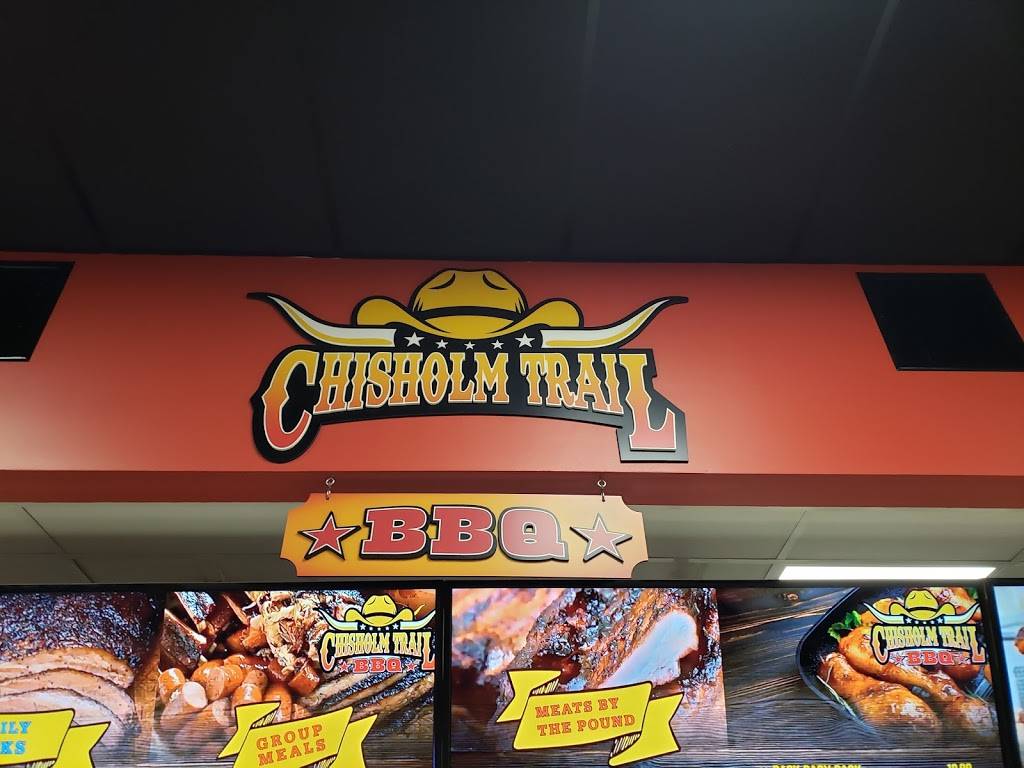 CHISHOLM TRAIL
BBQ
CHISHOLM TRAIL
BBQ
CHISHOLM TRAIL
BBQ
GROUP
MEALS
MEATS BY
THE POUND